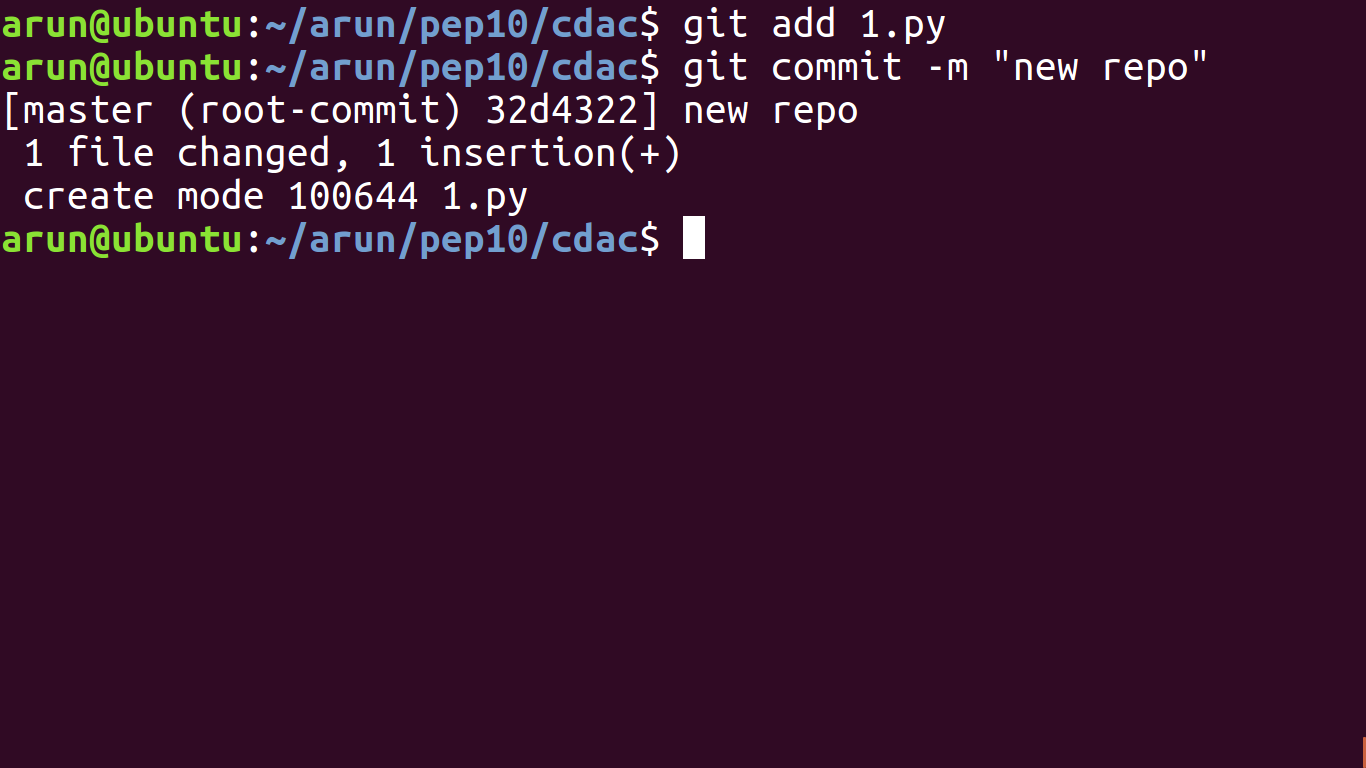 arun@ubuntu:~/arun/pep10/cdac$ git add 1.py
arun@ubuntu:~/arun/pep10/cdac$ git commit -m "new repo"
[master (root-commit) 32d4322] new repo
 1 file changed, 1 insertion(+)
 create mode 100644 1.py
arun@ubuntu:~/arun/pep10/cdac$